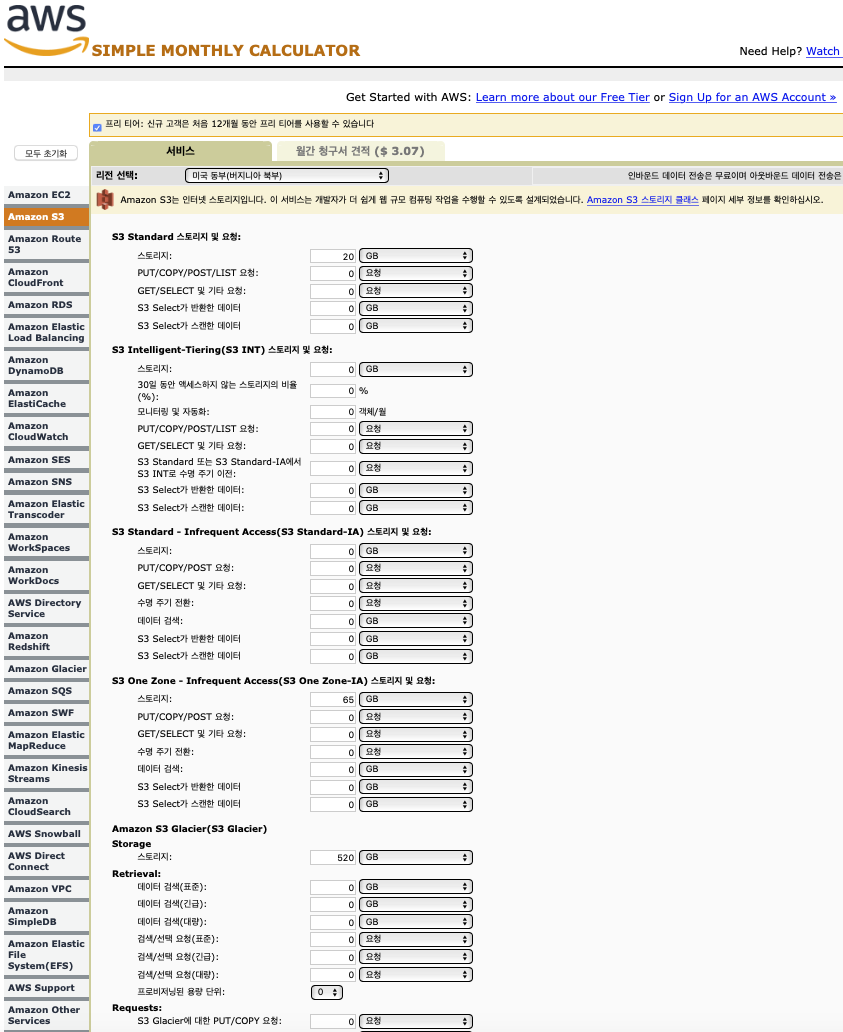 aws
SIMPLE MONTHLY CALCULATOR
Need Help? Watch
Get Started with AWS: Learn more about our Free Tier or Sign Up for an AWS Account »
프리 티어: 신규 고객은 처음 12개월 동안 프리 티어를 사용할 수 있습니다
모두 초기화
서비스
월간 청구서 견적 ($ 3.07)
리전 선택: 미국 동부(버지니아 북부)
인바운드 데이터 전송은 무료이며 아웃바운드 데이터 전송은
Amazon S3는 인터넷 스토리지입니다. 이 서비스는 개발자가 더 쉽게 웹 규모 컴퓨팅 작업을 수행할 수 있도록 설계되었습니다. Amazon S3 스토리지 클래스 페이지 세부 정보를 확인하십시오.
Amazon EC2
Amazon S3
Amazon Route
53
Amazon
CloudFront
Amazon RDS
Amazon Elastic
Load Balancing
Amazon
DynamoDB
Amazon
ElastiCache
Amazon
CloudWatch
Amazon SES
Amazon SNS
Amazon Elastic
Transcoder
Amazon
WorkSpaces
Amazon
WorkDocs
AWS Directory
Service
Amazon
Redshift
Amazon Glacier
Amazon SQS
Amazon SWF
Amazon Elastic
MapReduce
Amazon Kinesis
Streams
Amazon
CloudSearch
AWS Snowball
AWS Direct
Connect
Amazon VPC
Amazon
SimpleDB
Amazon Elastic
File
System(EFS)
AWS Support
Amazon Other
Services
S3 Standard 스토리지 및 요청:
스토리지: 20 GB
PUT/COPY/POST/LIST 요청: 0 요청
GET/SELECT 및 기타 요청: 0 요청
S3 Select가 반환한 데이터 0 GB
S3 Select가 스캔한 데이터 0 GB
S3 Intelligent-Tiering(S3 INT) 스토리지 및 요청:
스토리지: 0 GB
30일 동안 액세스하지 않는 스토리지의 비율
(%): 0 %
모니터링 및 자동화: 0 객체/월
PUT/COPY/POST/LIST 요청: 0 요청
GET/SELECT 및 기타 요청: 0 요청
S3 Standard 또는 S3 Standard-IA에서
S3 INT로 수명 주기 이전: 0 요청
S3 Select가 반환한 데이터: 0 GB
S3 Select가 스캔한 데이터: 0 GB
S3 Standard - Infrequent Access(S3 Standard-IA) 스토리지 및 요청:
스토리지: 0 GB
PUT/COPY/POST 요청: 0 요청
GET/SELECT 및 기타 요청: 0 요청
수명 주기 전환: 0 요청
데이터 검색: 0 GB
S3 Select가 반환한 데이터 0 GB
S3 Select가 스캔한 데이터 0 GB
S3 One Zone - Infrequent Access(S3 One Zone-IA) 스토리지 및 요청:
스토리지: 65 GB
PUT/COPY/POST 요청: 0 요청
GET/SELECT 및 기타 요청: 0 요청
수명 주기 전환: 0 요청
데이터 검색: 0 GB
S3 Select가 반환한 데이터 0 GB
S3 Select가 스캔한 데이터 0 GB
Amazon S3 Glacier(S3 Glacier)
Storage
스토리지: 520 GB
Retrieval:
데이터 검색(표준): 0 GB
데이터 검색(긴급): 0 GB
데이터 검색(대량): 0 GB
검색/선택 요청(표준): 0 요청
검색/선택 요청(긴급): 0 요청
검색/선택 요청(대량): 0 요청
프로비저닝된 용량 단위: 0
Requests:
S3 Glacier에 대한 PUT/COPY 요청: 0 요청